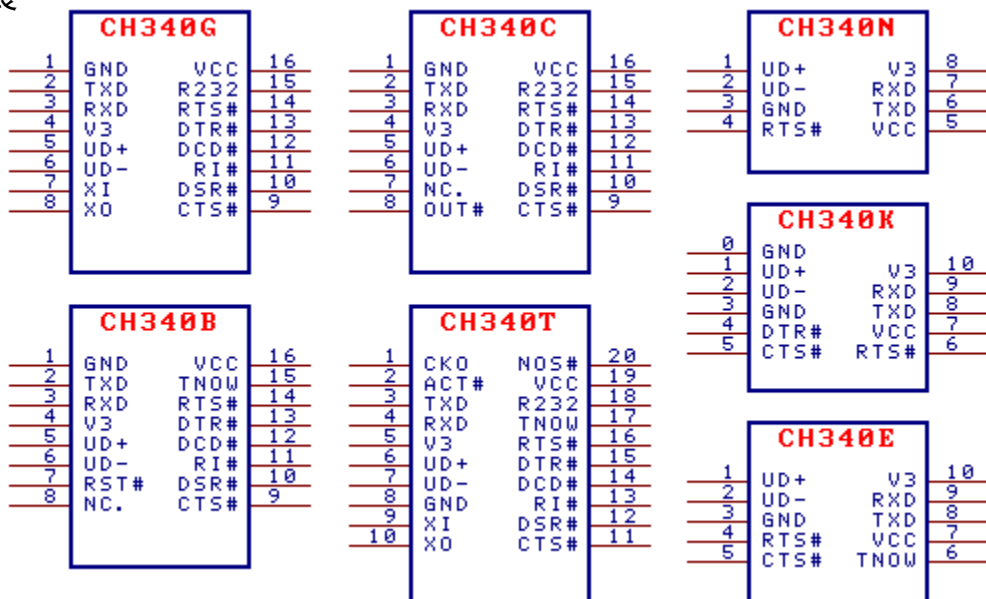 CH340G
1 GND VCC 16
2 TXD R232 15
3 RXD RTS# 14
4 V3 DTR# 13
5 UD+ DCD# 12
6 UD- RI# 11
7 XI DSR# 10
8 XO CTS# 9
CH340C
1 GND VCC 16
2 TXD R232 15
3 RXD RTS# 14
4 V3 DTR# 13
5 UD+ DCD# 12
6 UD- RI# 11
7 NC. DSR# 10
8 OUT# CTS# 9
CH340N
1 UD+ V3 8
2 UD- RXD 7
3 GND TXD 6
4 RTS# VCC 5
CH340K
0 GND
1 UD+ V3 10
2 UD- RXD 9
3 GND TXD 8
4 DTR# VCC 7
5 CTS# RTS# 6
CH340B
1 GND VCC 16
2 TXD TNOW 15
3 RXD RTS# 14
4 V3 DTR# 13
5 UD+ DCD# 12
6 UD- RI# 11
7 RST# DSR# 10
8 NC. CTS# 9
CH340T
1 CKO NOS# 20
2 ACT# VCC 19
3 TXD R232 18
4 RXD TNOW 17
5 V3 RTS# 16
6 UD+ DTR# 15
7 UD- DCD# 14
8 GND RI# 13
9 XI DSR# 12
10 XO CTS# 11
CH340E
1 UD+ V3 10
2 UD- RXD 9
3 GND TXD 8
4 RTS# VCC 7
5 CTS# TNOW 6